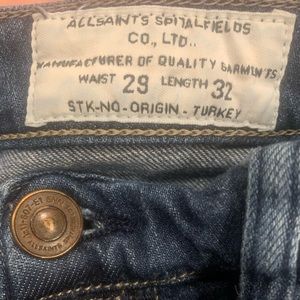 ALLSAINTS SPITALFIELDS
CO., LTD..
MANUFACTURER OF QUALITY GARMENTS
WAIST 29 LENGTH 32
STK-NO-ORIGIN - TURKEY